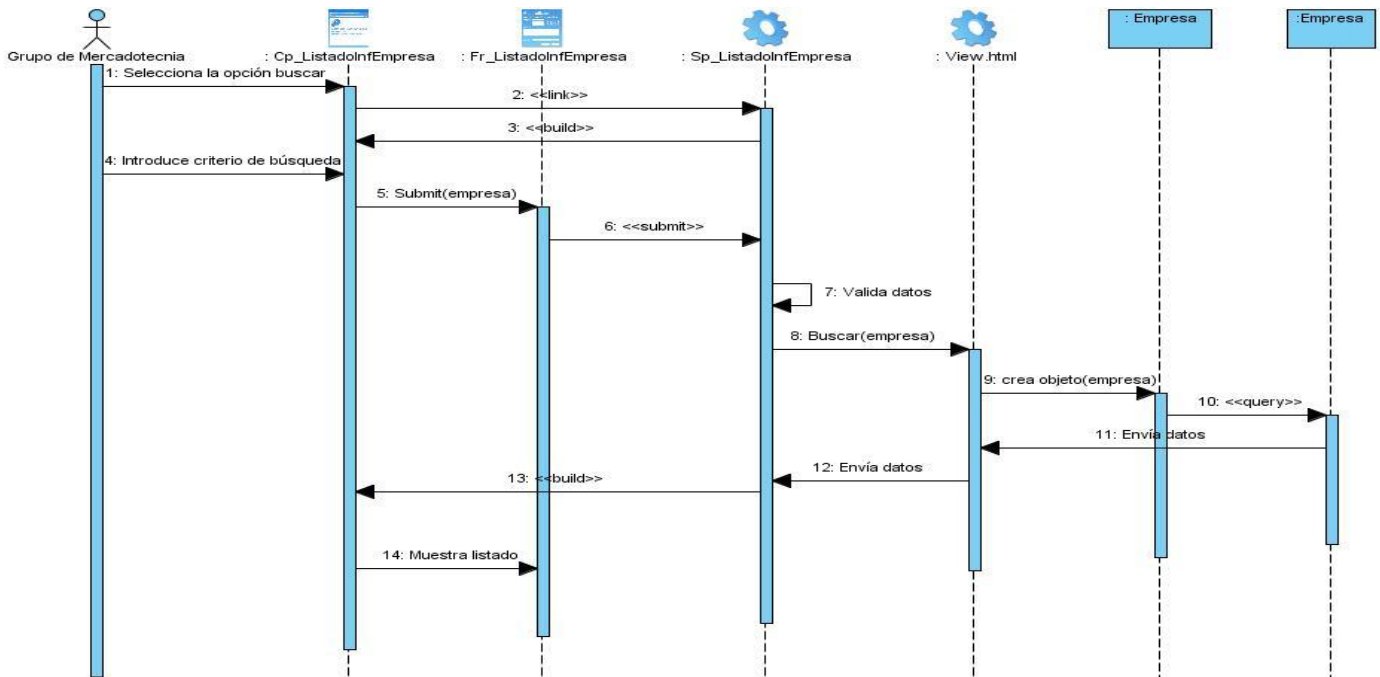 : Empresa
:Empresa
Grupo de Mercadotecnia
: Cp_ListadoInfEmpresa
: Fr_ListadoInfEmpresa
: Sp_ListadoInfEmpresa
: View.html
1: Selecciona la opción buscar
2: <<link>>
3: <<build>>
4: Introduce criterio de búsqueda
5: Submit(empresa)
6: <<submit>>
7: Valida datos
8: Buscar(empresa)
9: crea objeto(empresa)
10: <<query>>
11: Envía datos
12: Envía datos
13: <<build>>
14: Muestra listado